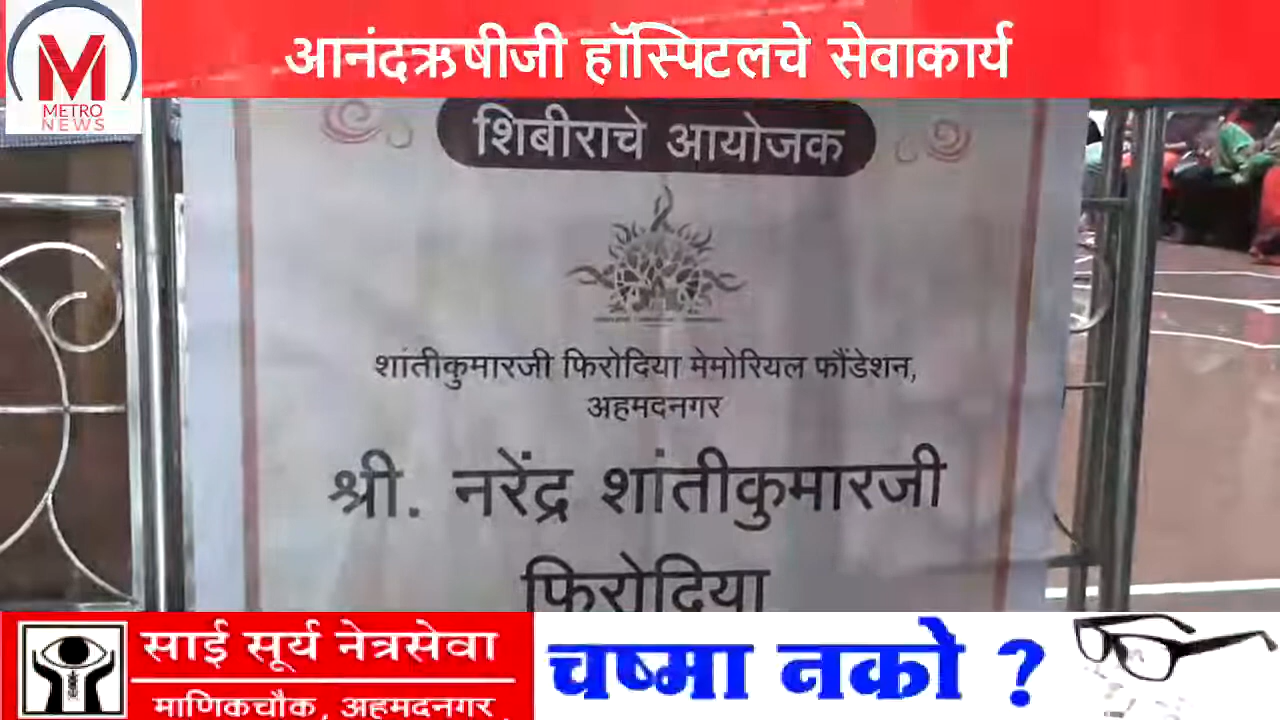 आनंदऋषीजी हॉस्पिटलचे सेवाकार्य
METRO
NEWS
शिबीराचे आयोजक
शांतीकुमारजी फिरोदिया मेमोरियल फौंडेशन,
अहमदनगर
श्री. नरेंद्र शांतीकुमारजी
फिरोदिया
साई सूर्य नेत्रसेवा
माणिकचौक, अहमदनगर
चष्मा नको ?